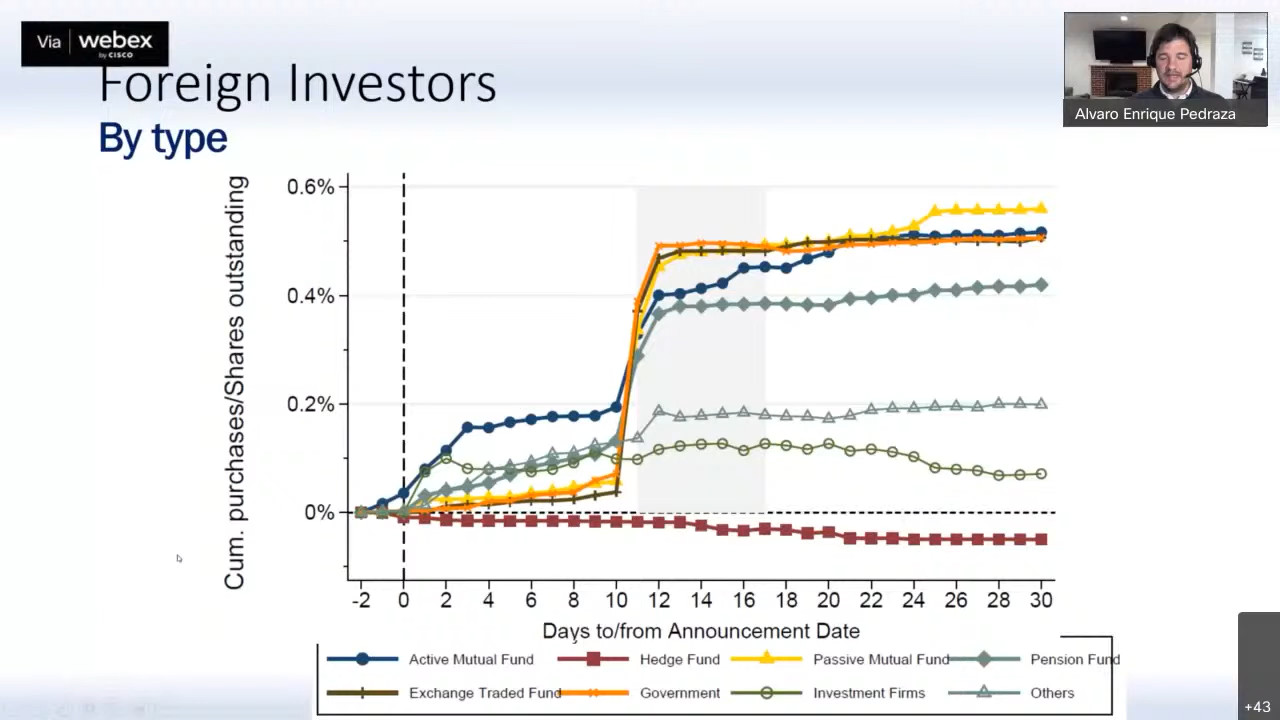 Via webex
by CISCO
Foreign Investors
By type
Alvaro Enrique Pedraza
Cum. purchases/Shares outstanding
0.6%
0.4%
0.2%
0%
-2 0 2 4 6 8 10 12 14 16 18 20 22 24 26 28 30
Days to/from Announcement Date
Active Mutual Fund Hedge Fund Passive Mutual Fund Pension Fund
Exchange Traded Fund Government Investment Firms Others
+43